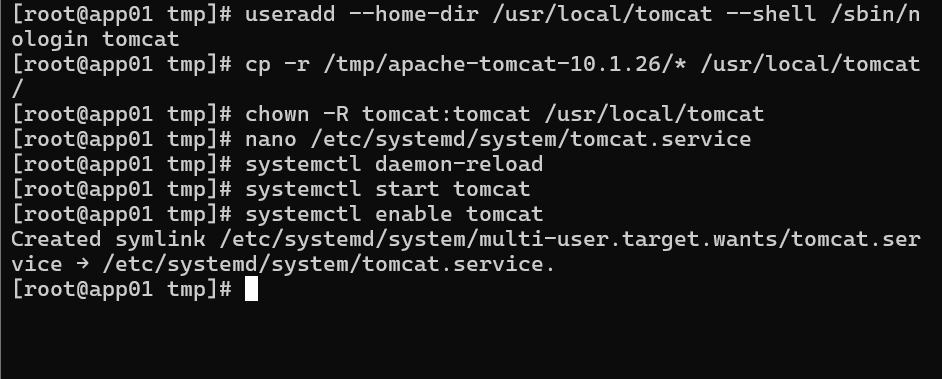 [root@app01 tmp]# useradd --home-dir /usr/local/tomcat --shell /sbin/n
ologin tomcat
[root@app01 tmp]# cp -r /tmp/apache-tomcat-10.1.26/* /usr/local/tomcat
/
[root@app01 tmp]# chown -R tomcat:tomcat /usr/local/tomcat
[root@app01 tmp]# nano /etc/systemd/system/tomcat.service
[root@app01 tmp]# systemctl daemon-reload
[root@app01 tmp]# systemctl start tomcat
[root@app01 tmp]# systemctl enable tomcat
Created symlink /etc/systemd/system/multi-user.target.wants/tomcat.ser
vice → /etc/systemd/system/tomcat.service.
[root@app01 tmp]#